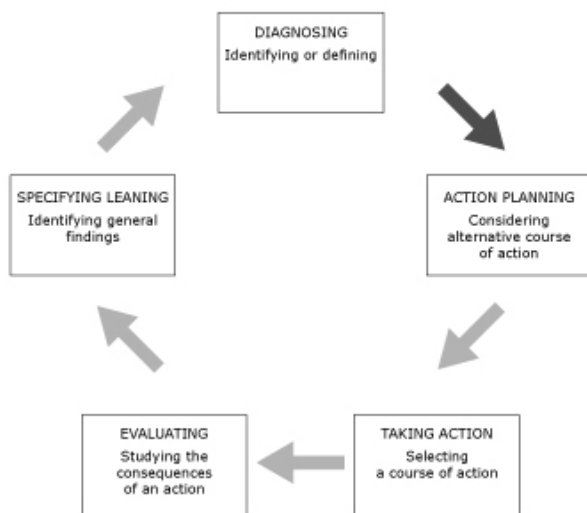 DIAGNOSING
Identifying or defining
ACTION PLANNING
Considering
alternative course
of action
TAKING ACTION
Selecting
a course of action
EVALUATING
Studying the
consequences
of an action
SPECIFYING LEANING
Identifying general
findings